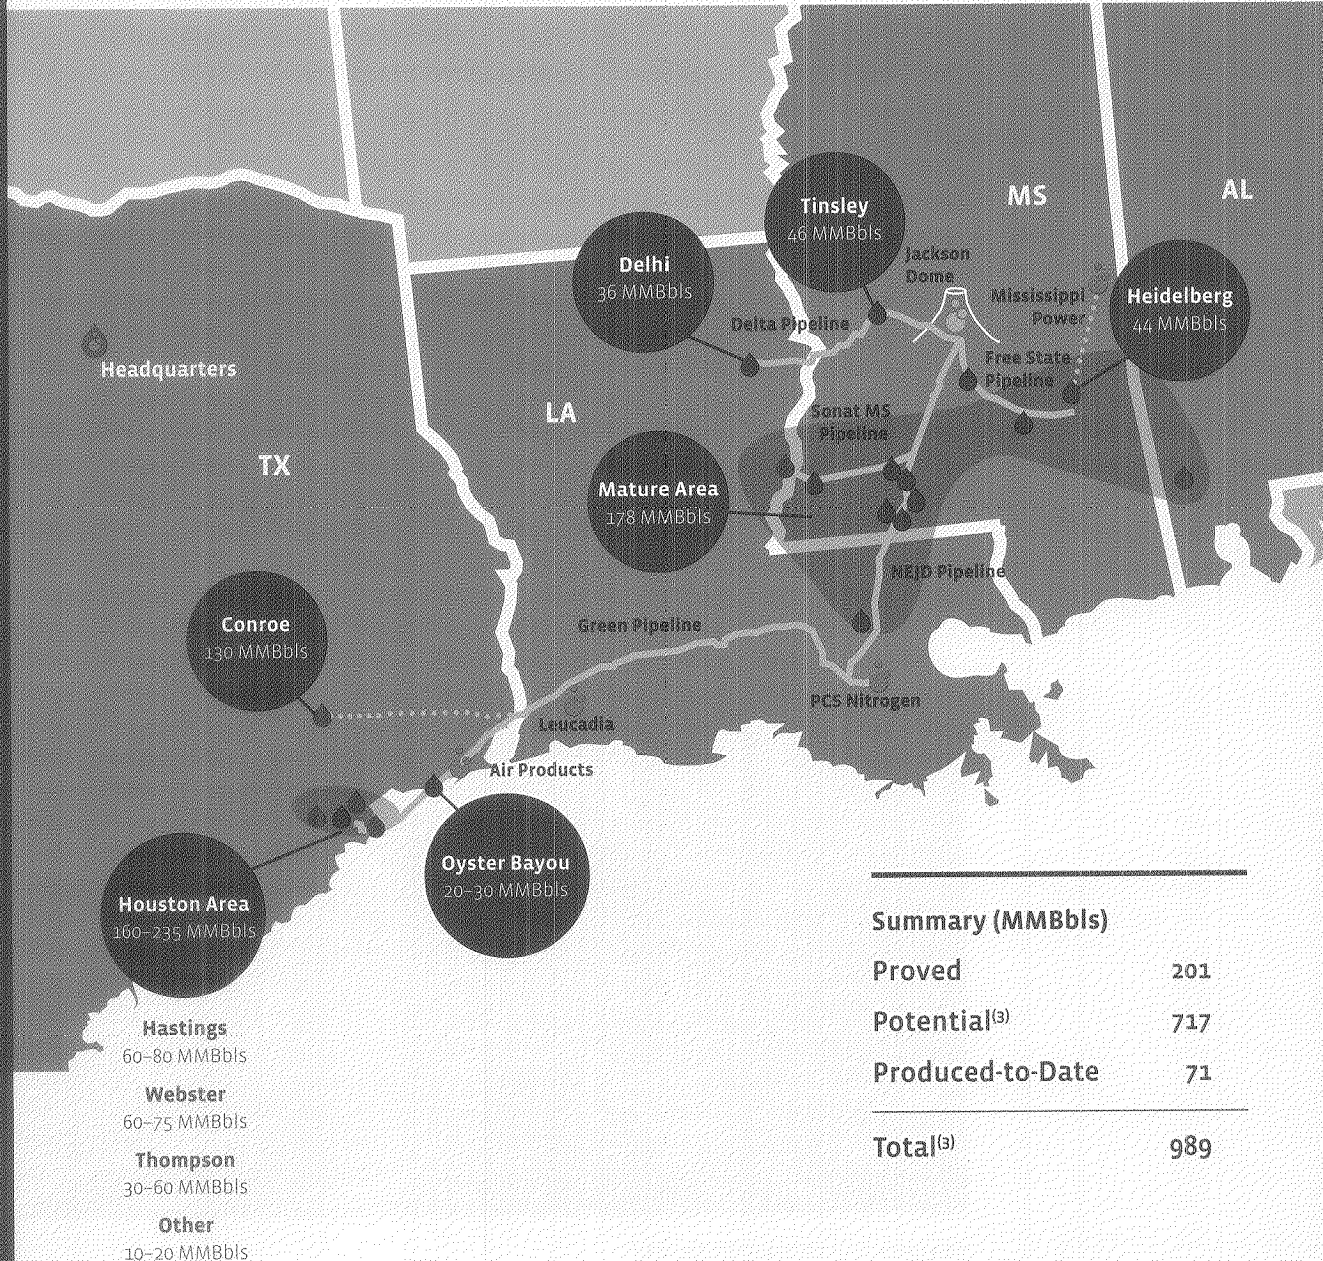 MS
AL
Tinsley
46 MMBbls
Delhi
36 MMBbls
Jackson
Dome
Mississippi
Power
Heidelberg
44 MMBbls
Delta Pipeline
Free State
Pipeline
Headquarters
LA
Sonat MS
Pipeline
TX
Mature Area
178 MMBbls
NEJD Pipeline
Conroe
130 MMBbls
Green Pipeline
PCS Nitrogen
Leucadia
Air Products
Oyster Bayou
20–30 MMBbls
Houston Area
160–235 MMBbls
Hastings
60–80 MMBbls
Webster
60–75 MMBbls
Thompson
30–60 MMBbls
Other
10–20 MMBbls
Summary (MMBbls)
Proved 201
Potential(3) 717
Produced-to-Date 71
Total(3) 989